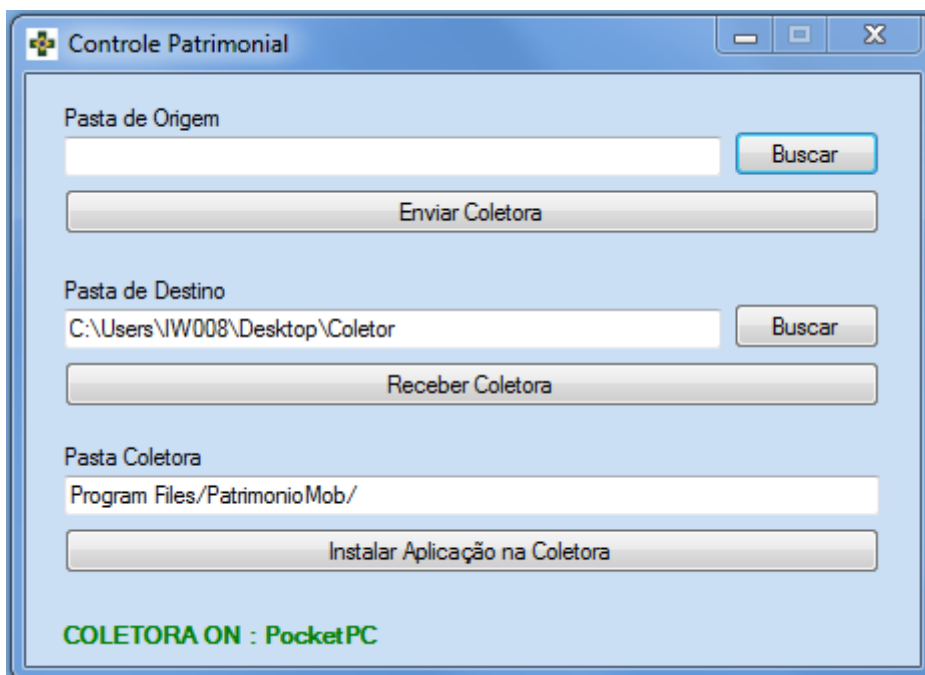 Controle Patrimonial
Pasta de Origem
Buscar
Enviar Coletora
Pasta de Destino
C:\Users\IW008\Desktop\Coletor
Buscar
Receber Coletora
Pasta Coletora
Program Files/PatrimonioMob/
Instalar Aplicação na Coletora
COLETORA ON : PocketPC